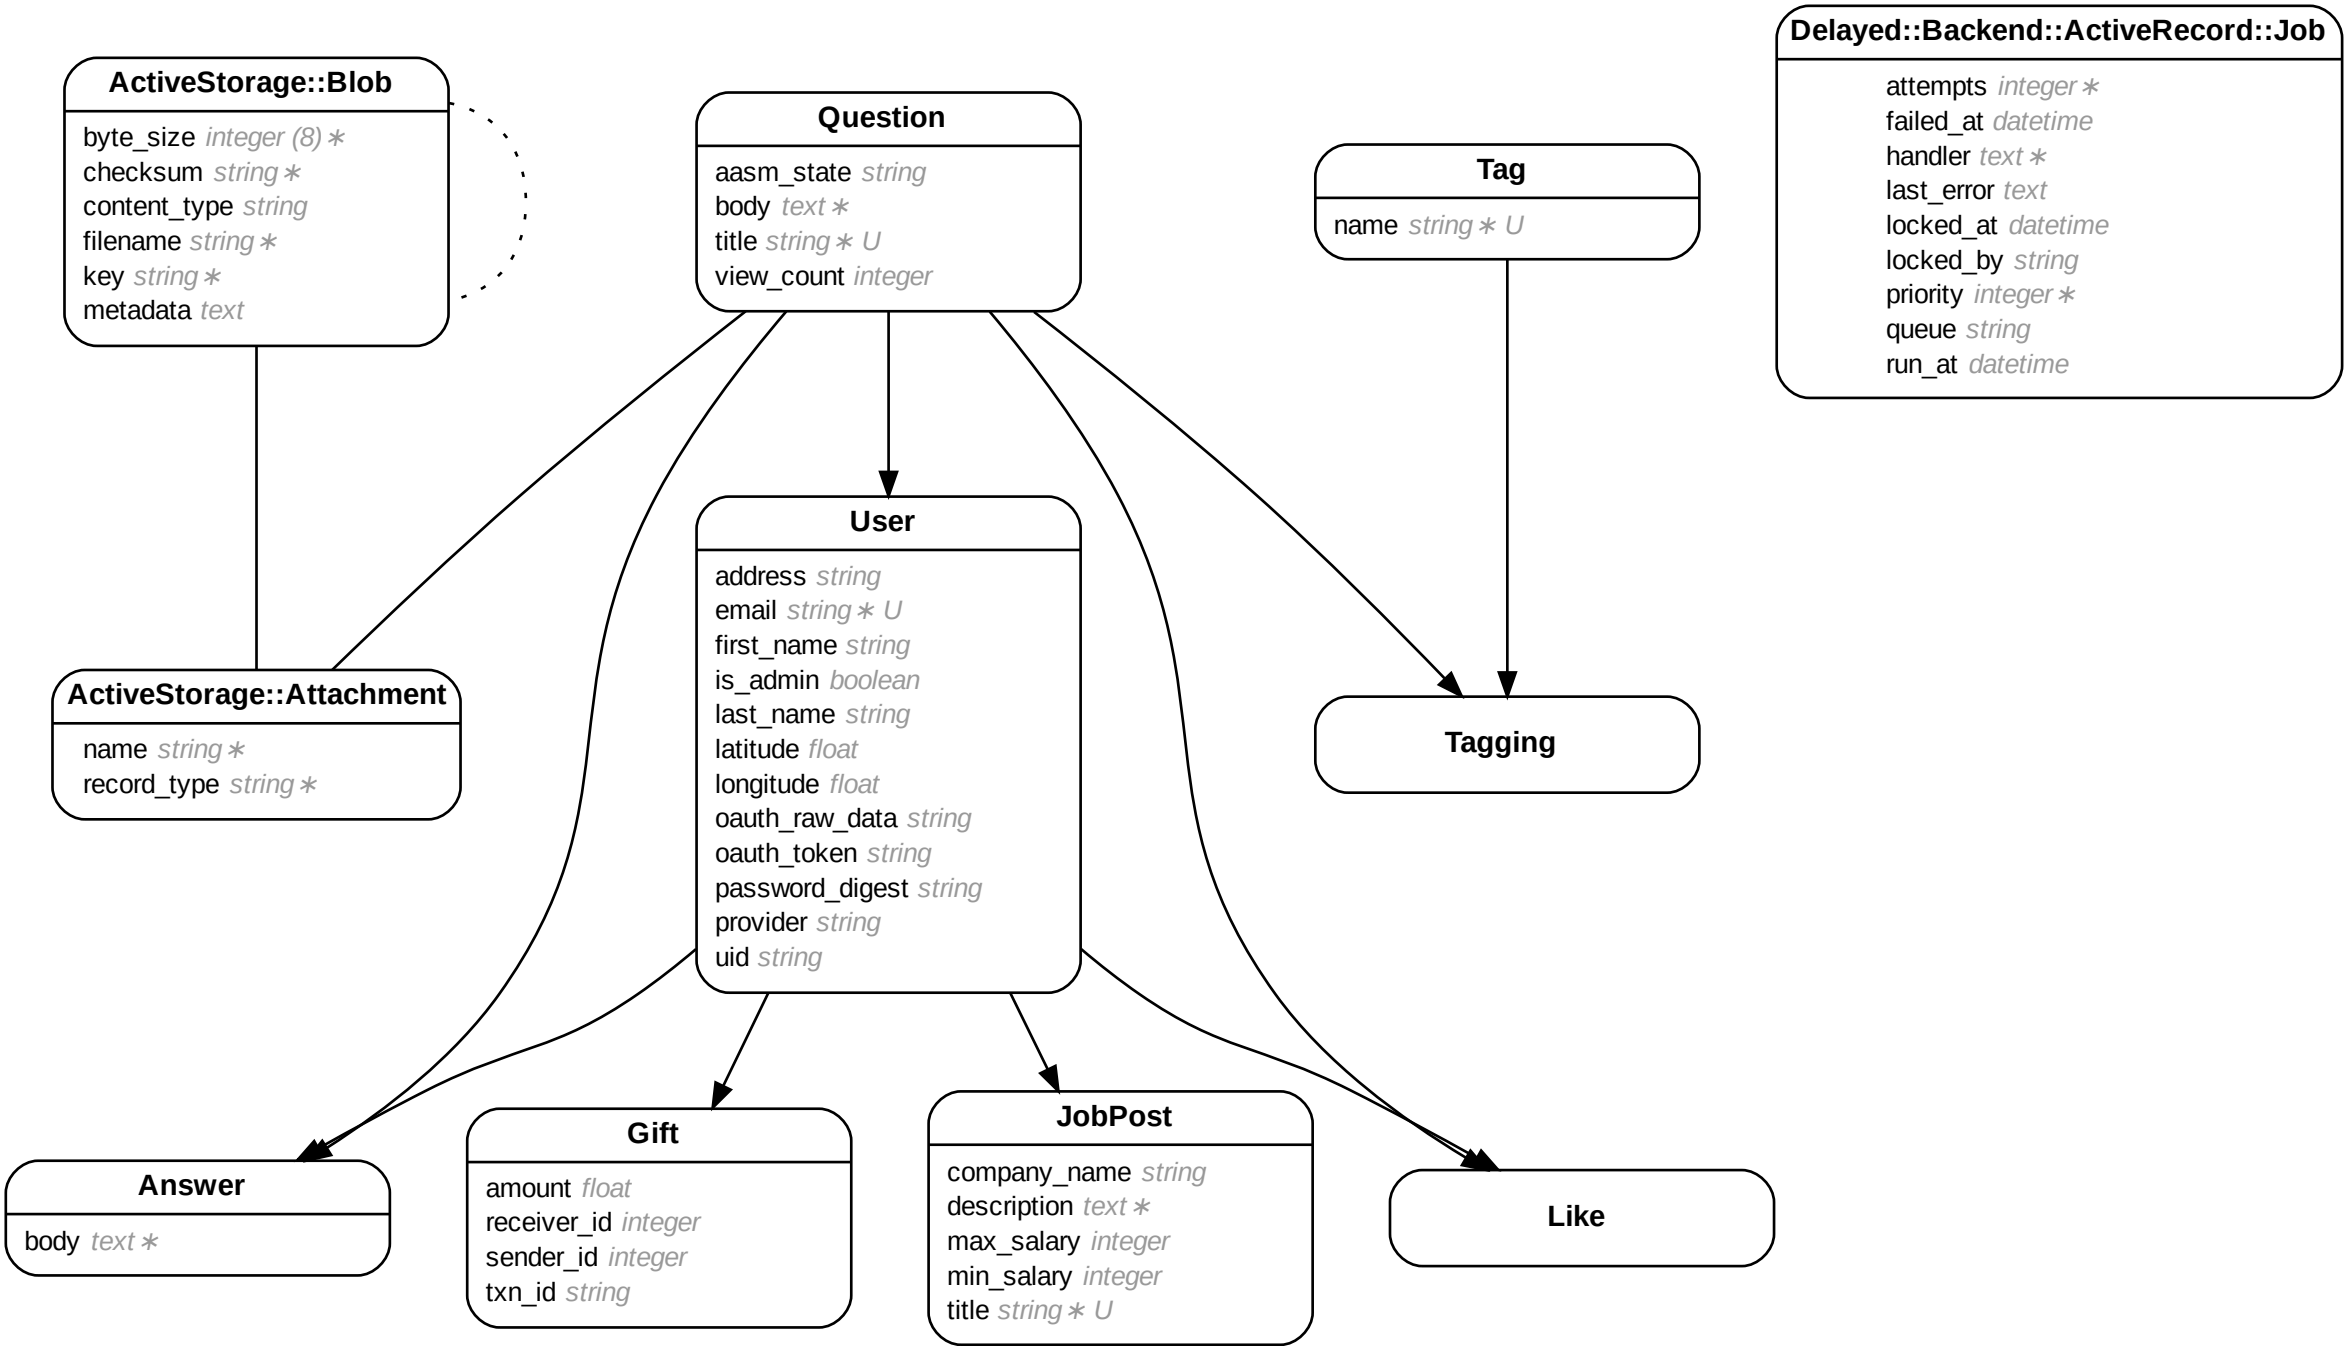 Delayed::Backend::ActiveRecord::Job
attempts integer∗
failed_at datetime
handler text∗
last_error text
locked_at datetime
locked_by string
priority integer∗
queue string
run_at datetime
ActiveStorage::Blob
byte_size integer (8)∗
checksum string∗
content_type string
filename string∗
key string∗
metadata text
Question
aasm_state string
body text∗
title string∗ U
view_count integer
Tag
name string∗ U
User
address string
email string∗ U
first_name string
is_admin boolean
last_name string
latitude float
longitude float
oauth_raw_data string
oauth_token string
password_digest string
provider string
uid string
ActiveStorage::Attachment
name string∗
record_type string∗
Tagging
Answer
body text∗
Gift
amount float
receiver_id integer
sender_id integer
txn_id string
JobPost
company_name string
description text∗
max_salary integer
min_salary integer
title string∗ U
Like